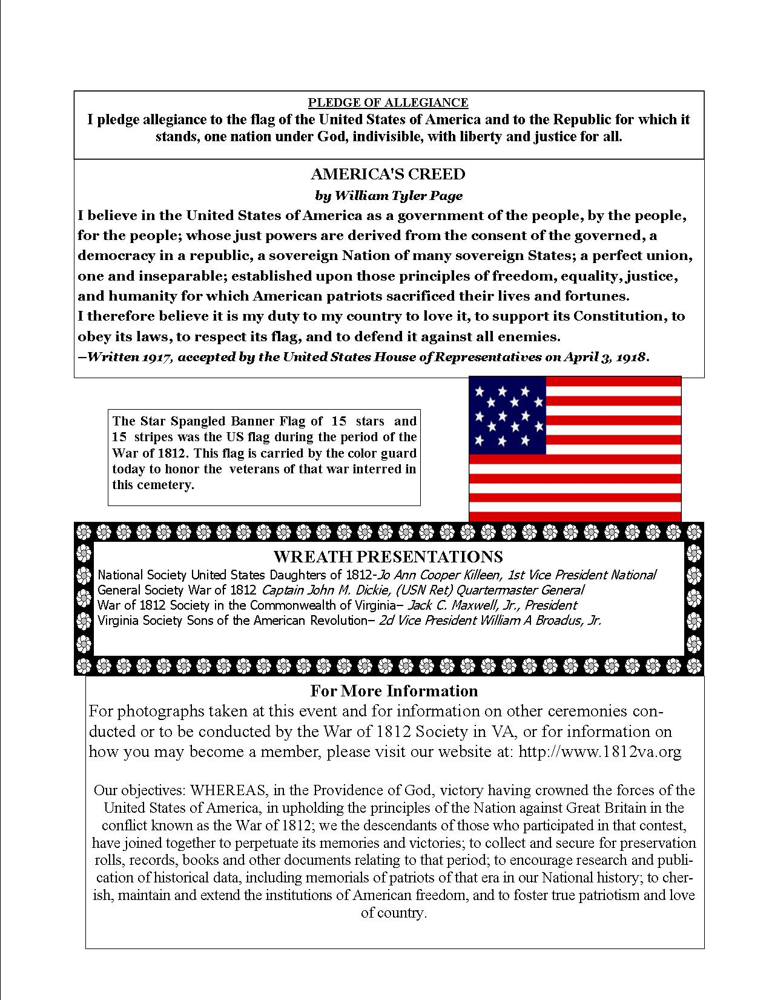 PLEDGE OF ALLEGIANCE
I pledge allegiance to the flag of the United States of America and to the Republic for which it
stands, one nation under God, indivisible, with liberty and justice for all.
AMERICA'S CREED
by William Tyler Page
I believe in the United States of America as a government of the people, by the people,
for the people; whose just powers are derived from the consent of the governed, a
democracy in a republic, a sovereign Nation of many sovereign States; a perfect union,
one and inseparable; established upon those principles of freedom, equality, justice,
and humanity for which American patriots sacrificed their lives and fortunes.
I therefore believe it is my duty to my country to love it, to support its Constitution, to
obey its laws, to respect its flag, and to defend it against all enemies.
–Written 1917, accepted by the United States House of Representatives on April 3, 1918.
The Star Spangled Banner Flag of 15 stars and
15 stripes was the US flag during the period of the
War of 1812. This flag is carried by the color guard
today to honor the veterans of that war interred in
this cemetery.
WREATH PRESENTATIONS
National Society United States Daughters of 1812-Jo Ann Cooper Killeen, 1st Vice President National
General Society War of 1812 Captain John M. Dickie, (USN Ret) Quartermaster General
War of 1812 Society in the Commonwealth of Virginia– Jack C. Maxwell, Jr., President
Virginia Society Sons of the American Revolution– 2d Vice President William A Broadus, Jr.
For More Information
For photographs taken at this event and for information on other ceremonies con-
ducted or to be conducted by the War of 1812 Society in VA, or for information on
how you may become a member, please visit our website at: http://www.1812va.org
Our objectives: WHEREAS, in the Providence of God, victory having crowned the forces of the
United States of America, in upholding the principles of the Nation against Great Britain in the
conflict known as the War of 1812; we the descendants of those who participated in that contest,
have joined together to perpetuate its memories and victories; to collect and secure for preservation
rolls, records, books and other documents relating to that period; to encourage research and publi-
cation of historical data, including memorials of patriots of that era in our National history; to cher-
ish, maintain and extend the institutions of American freedom, and to foster true patriotism and love
of country.